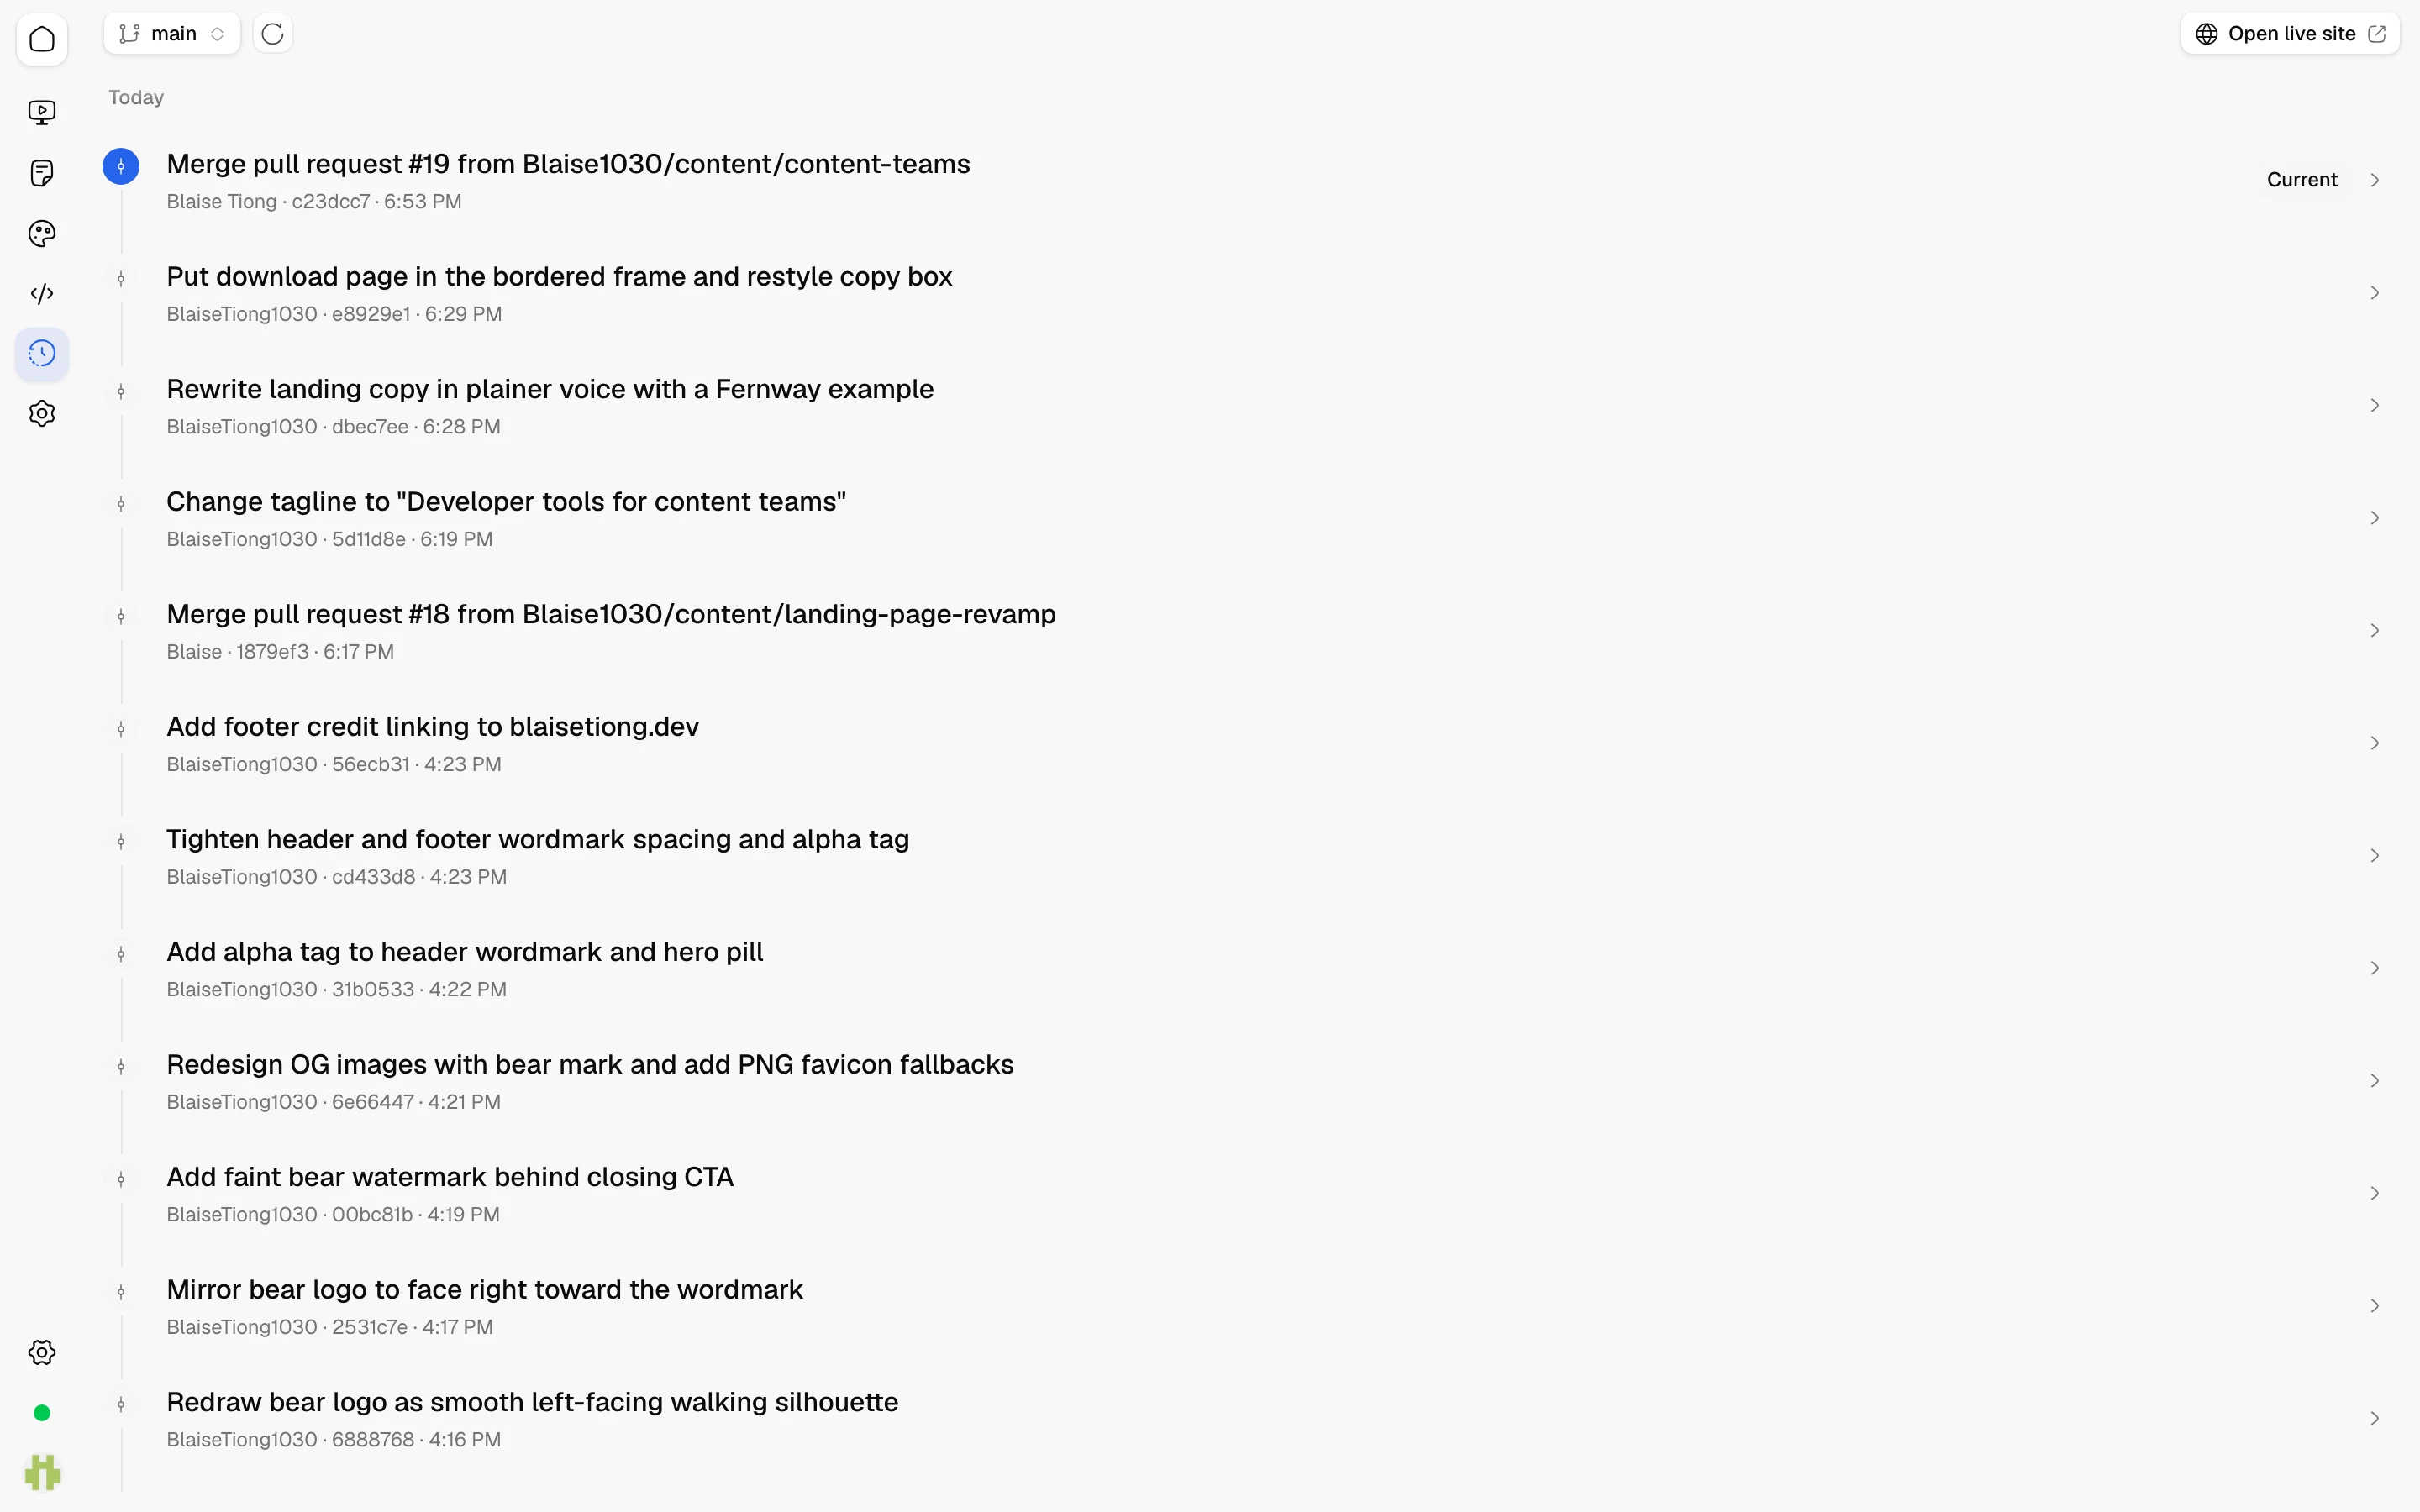 main
Open live site
Today
Merge pull request #19 from Blaise1030/content/content-teams
Blaise Tiong · c23dcc7 · 6:53 PM
Current
Put download page in the bordered frame and restyle copy box
BlaiseTiong1030 · e8929e1 · 6:29 PM
Rewrite landing copy in plainer voice with a Fernway example
BlaiseTiong1030 · dbec7ee · 6:28 PM
Change tagline to "Developer tools for content teams"
BlaiseTiong1030 · 5d11d8e · 6:19 PM
Merge pull request #18 from Blaise1030/content/landing-page-revamp
Blaise · 1879ef3 · 6:17 PM
Add footer credit linking to blaisetiong.dev
BlaiseTiong1030 · 56ecb31 · 4:23 PM
Tighten header and footer wordmark spacing and alpha tag
BlaiseTiong1030 · cd433d8 · 4:23 PM
Add alpha tag to header wordmark and hero pill
BlaiseTiong1030 · 31b0533 · 4:22 PM
Redesign OG images with bear mark and add PNG favicon fallbacks
BlaiseTiong1030 · 6e66447 · 4:21 PM
Add faint bear watermark behind closing CTA
BlaiseTiong1030 · 00bc81b · 4:19 PM
Mirror bear logo to face right toward the wordmark
BlaiseTiong1030 · 2531c7e · 4:17 PM
Redraw bear logo as smooth left-facing walking silhouette
BlaiseTiong1030 · 6888768 · 4:16 PM